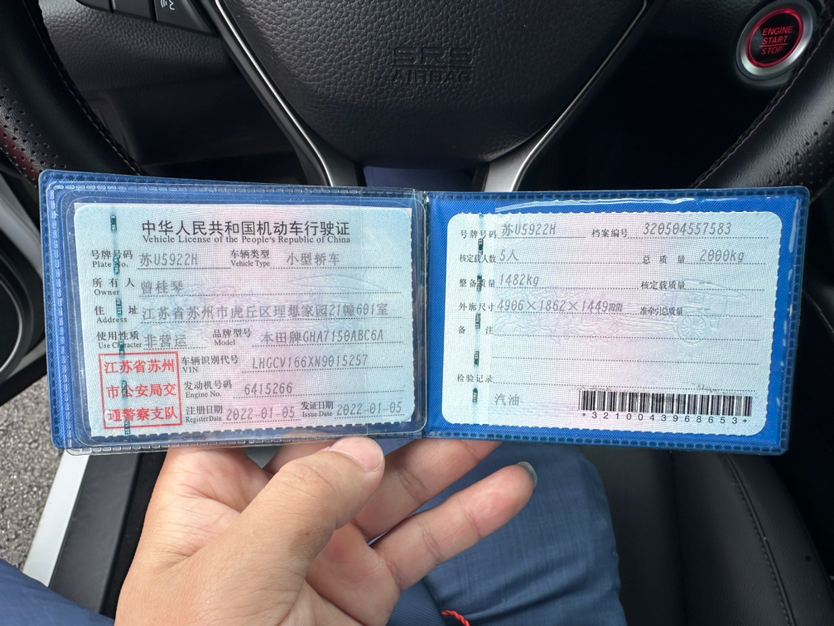 SRS
AIRBAG
ENGINE
START
STOP
中华人民共和国机动车行驶证
Vehicle License of the People's Republic of China
号牌号码 苏U5922H 车辆类型 小型轿车
Plate No. Vehicle Type
所有人 曾桂琴
Owner
住址 江苏省苏州市虎丘区理想家园21幢601室
Address
使用性质 非营运 品牌型号 本田牌GHA7150ABC6A
Use Character Model
江苏省苏州
市公安局交
通警察支队
车辆识别代号 LHGCV166XN9015257
VIN
发动机号码 6415266
Engine No.
注册日期 2022-01-05 发证日期 2022-01-05
Register Date Issue Date
号牌号码 苏U5922H 档案编号 320504557583
核定载人数 5人 总质量 2000kg
整备质量 1482kg 核定载质量 --
外廓尺寸 4906×1862×1449mm 准牵引总质量 --
备注
检验记录
汽油
*3210043968653*